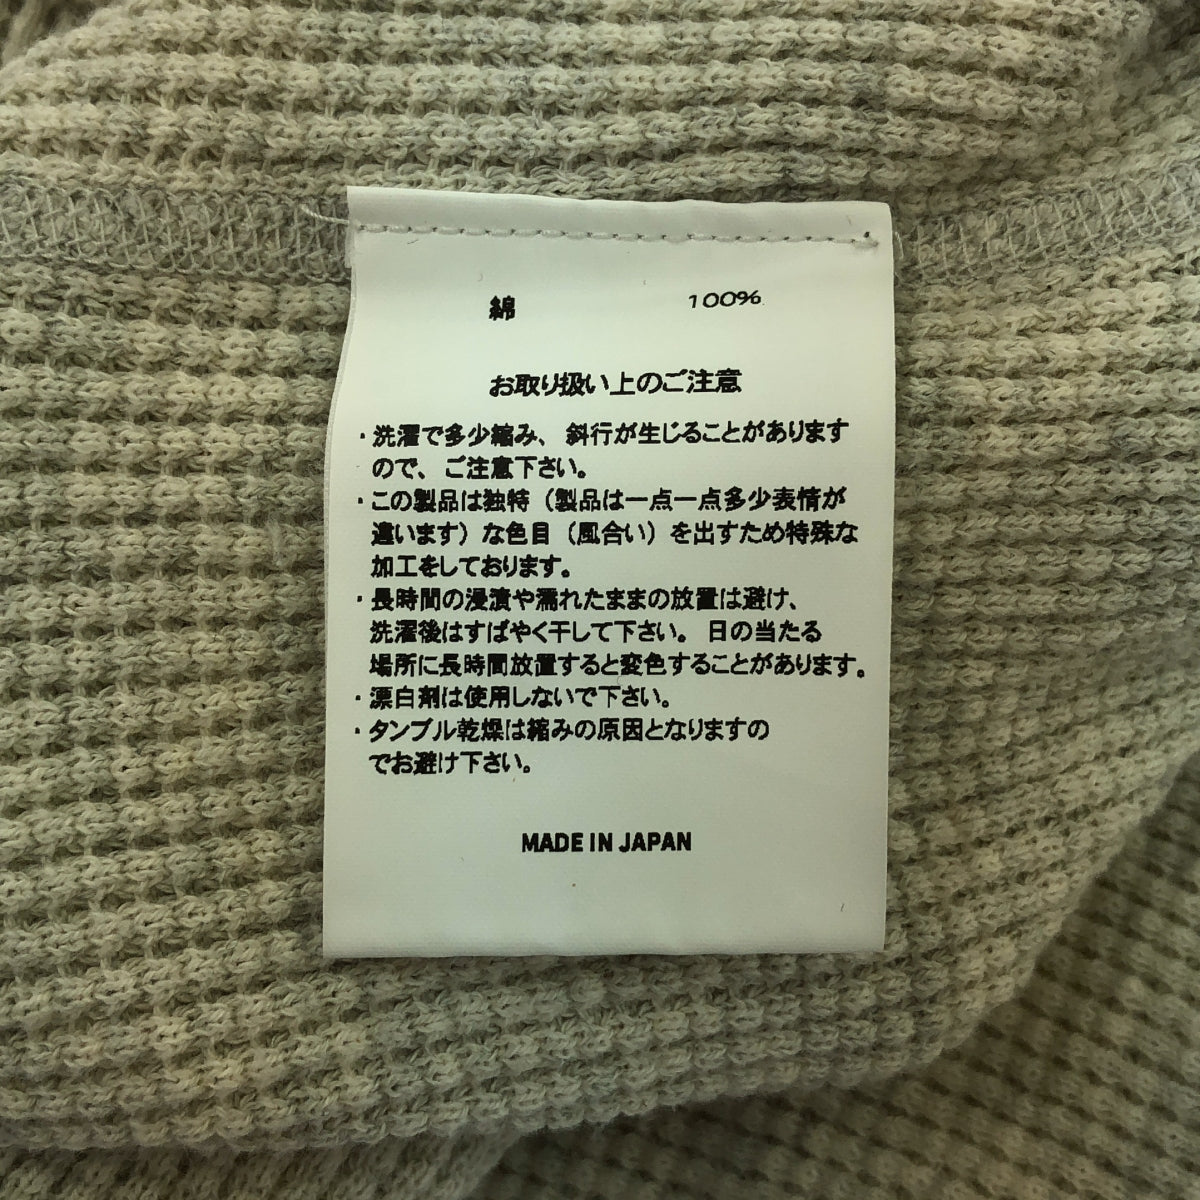 綿 100%
お取り扱い上のご注意
・洗濯で多少縮み、斜行が生じることがあります
ので、ご注意下さい。
・この製品は独特（製品は一点一点多少表情が
違います）な色目（風合い）を出すため特殊な
加工をしております。
・長時間の浸漬や濡れたままの放置は避け、
洗濯後はすばやく干して下さい。日の当たる
場所に長時間放置すると変色することがあります。
・漂白剤は使用しないで下さい。
・タンブル乾燥は縮みの原因となりますの
でお避け下さい。
MADE IN JAPAN